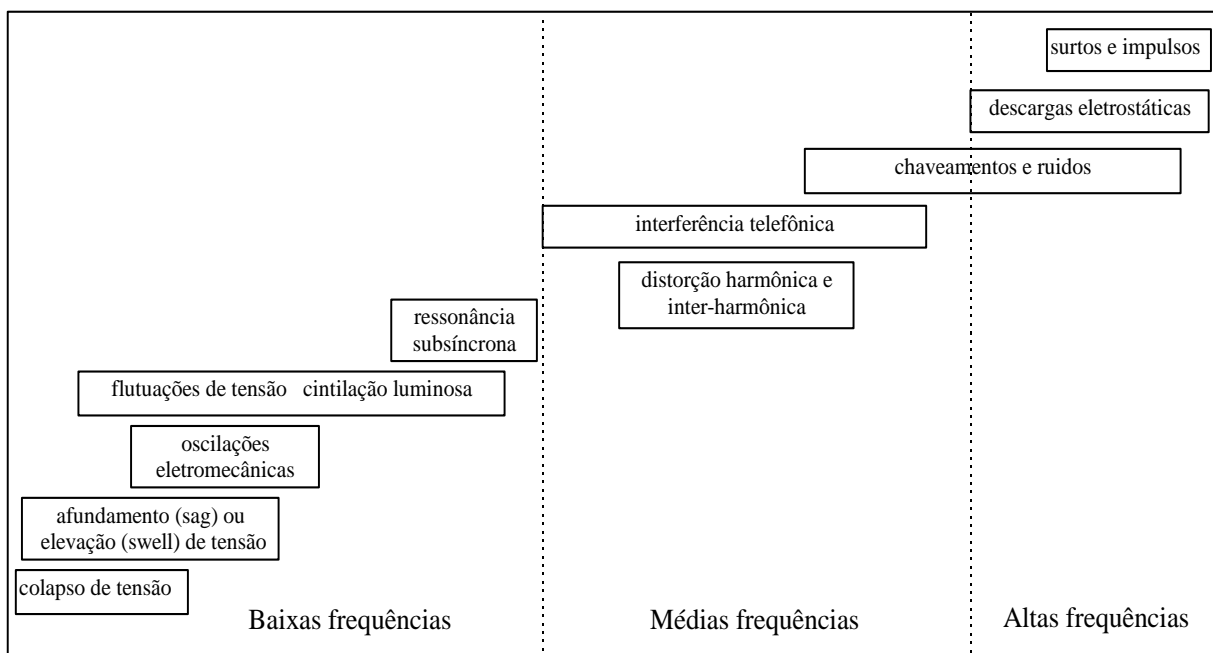 surtos e impulsos
descargas eletrostáticas
chaveamentos e ruidos
interferência telefônica
distorção harmônica e
inter-harmônica
ressonância
subsíncrona
flutuações de tensão cintilação luminosa
oscilações
eletromecânicas
afundamento (sag) ou
elevação (swell) de tensão
colapso de tensão
Baixas frequências
Médias frequências
Altas frequências